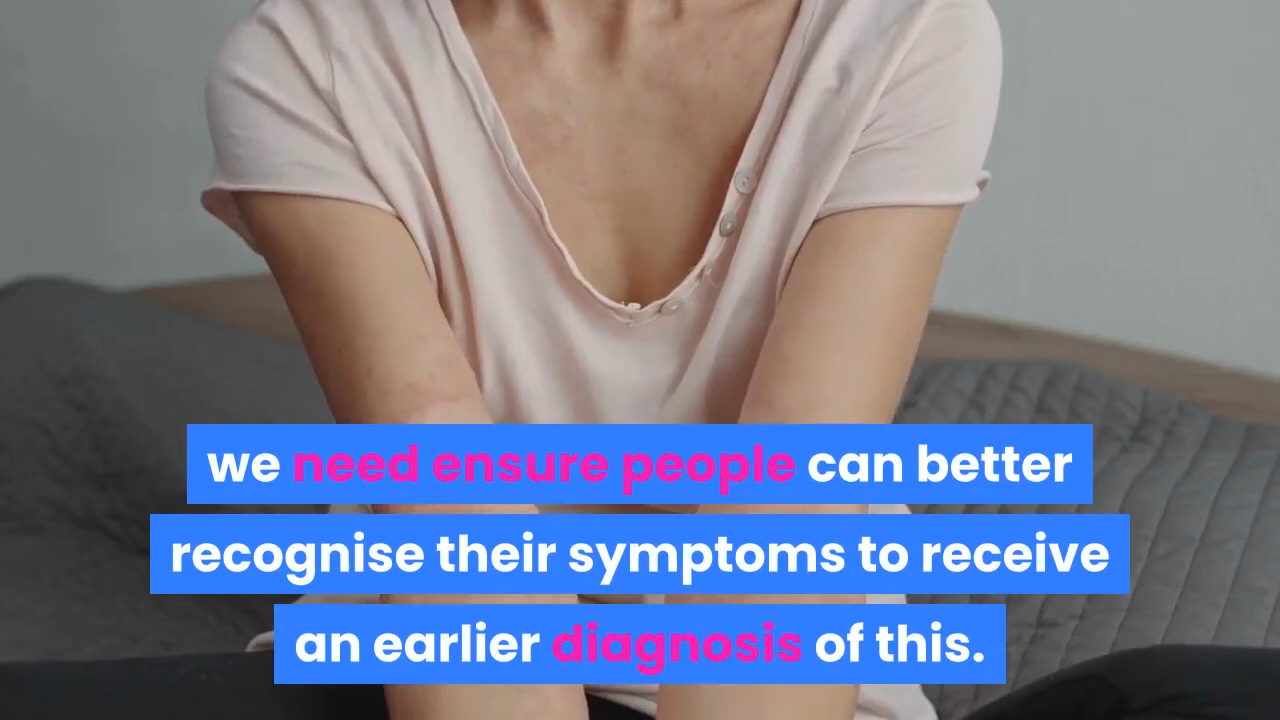 we need ensure people can better
recognise their symptoms to receive
an earlier diagnosis of this.